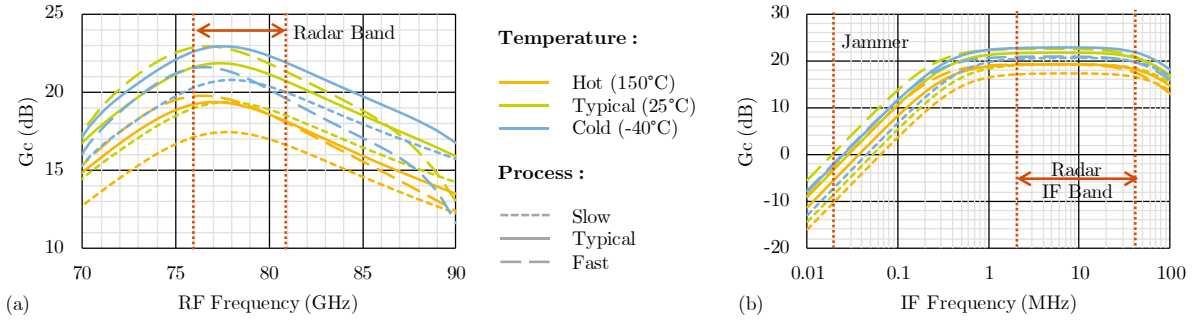 25
20
15
10
Gc (dB)
70
75
80
85
90
RF Frequency (GHz)
(a)
Radar Band
Temperature :
Hot (150°C)
Typical (25°C)
Cold (-40°C)
Process :
Slow
Typical
Fast
30
20
10
0
-10
-20
Gc (dB)
0.01
0.1
1
10
100
IF Frequency (MHz)
(b)
Jammer
Radar
IF Band